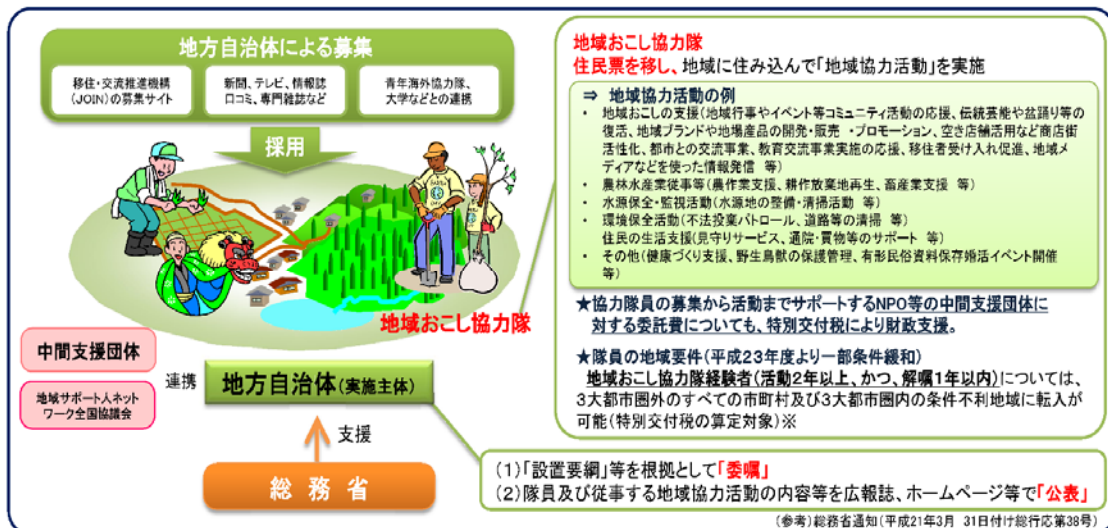 地方自治体による募集
移住・交流推進機構
(JOIN)の募集サイト
新聞、テレビ、情報誌
口コミ、専門雑誌など
青年海外協力隊、
大学などとの連携
採用
地域おこし協力隊
中間支援団体
地域サポート人ネット
ワーク全国協議会
連携
地方自治体(実施主体)
支援
総務省
地域おこし協力隊
住民票を移し、地域に住み込んで「地域協力活動」を実施
⇒ 地域協力活動の例
・ 地域おこしの支援(地域行事やイベント等コミュニティ活動の応援、伝統芸能や盆踊り等の
復活、地域ブランドや地場産品の開発・販売 ・プロモーション、空き店舗活用など商店街
活性化、都市との交流事業、教育交流事業実施の応援、移住者受け入れ促進、地域メ
ディアなどを使った情報発信 等)
・ 農林水産業従事等(農作業支援、耕作放棄地再生、畜産業支援 等)
・ 水源保全・監視活動(水源地の整備・清掃活動 等)
・ 環境保全活動(不法投棄パトロール、道路等の清掃 等)
住民の生活支援(見守りサービス、通院・買物等のサポート 等)
・ その他(健康づくり支援、野生鳥獣の保護管理、有形民俗資料保存婚活イベント開催
等)
★協力隊員の募集から活動までサポートするNPO等の中間支援団体に
対する委託費についても、特別交付税により財政支援。
★隊員の地域要件(平成23年度より一部条件緩和)
地域おこし協力隊経験者(活動2年以上、かつ、解嘱1年以内)については、
3大都市圏外のすべての市町村及び3大都市圏内の条件不利地域に転入が
可能(特別交付税の算定対象)※
(1)「設置要綱」等を根拠として「委嘱」
(2)隊員及び従事する地域協力活動の内容等を広報誌、ホームページ等で「公表」
(参考)総務省通知(平成21年3月 31日付け総行応第38号)